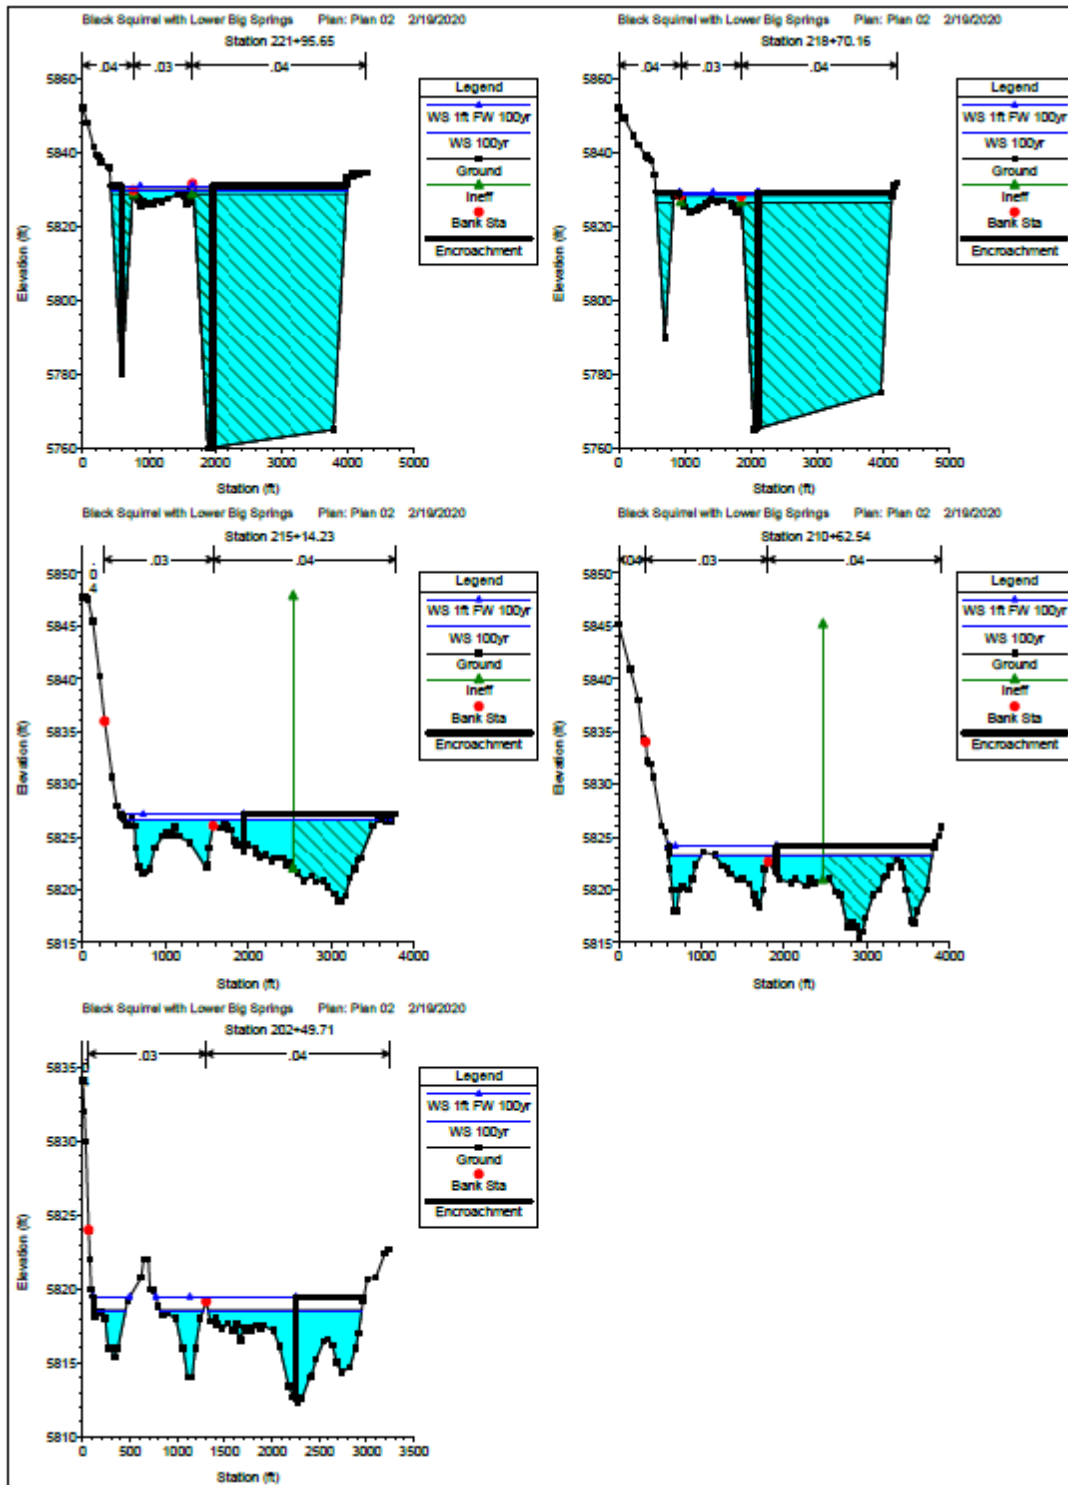 Black Squirrel with Lower Big Springs Plan: Plan 02 2/19/2020
Station 221+95.65
.04 .03 .04
Legend
WS 1ft FW 100yr
WS 100yr
Ground
Ineff
Bank Sta
Encroachment
Elevation (ft)
5860
5840
5820
5800
5780
5760
0 1000 2000 3000 4000 5000
Station (ft)
Black Squirrel with Lower Big Springs Plan: Plan 02 2/19/2020
Station 218+70.16
.04 .03 .04
Legend
WS 1ft FW 100yr
WS 100yr
Ground
Ineff
Bank Sta
Encroachment
Elevation (ft)
5860
5840
5820
5800
5780
5760
0 1000 2000 3000 4000 5000
Station (ft)
Black Squirrel with Lower Big Springs Plan: Plan 02 2/19/2020
Station 215+14.23
.04 .03 .04
Legend
WS 1ft FW 100yr
WS 100yr
Ground
Ineff
Bank Sta
Encroachment
Elevation (ft)
5850
5845
5840
5835
5830
5825
5820
5815
0 1000 2000 3000 4000
Station (ft)
Black Squirrel with Lower Big Springs Plan: Plan 02 2/19/2020
Station 210+62.54
.04 .03 .04
Legend
WS 1ft FW 100yr
WS 100yr
Ground
Ineff
Bank Sta
Encroachment
Elevation (ft)
5850
5845
5840
5835
5830
5825
5820
5815
0 1000 2000 3000 4000
Station (ft)
Black Squirrel with Lower Big Springs Plan: Plan 02 2/19/2020
Station 202+49.71
.03 .04
Legend
WS 1ft FW 100yr
WS 100yr
Ground
Bank Sta
Encroachment
Elevation (ft)
5835
5830
5825
5820
5815
5810
0 500 1000 1500 2000 2500 3000 3500
Station (ft)